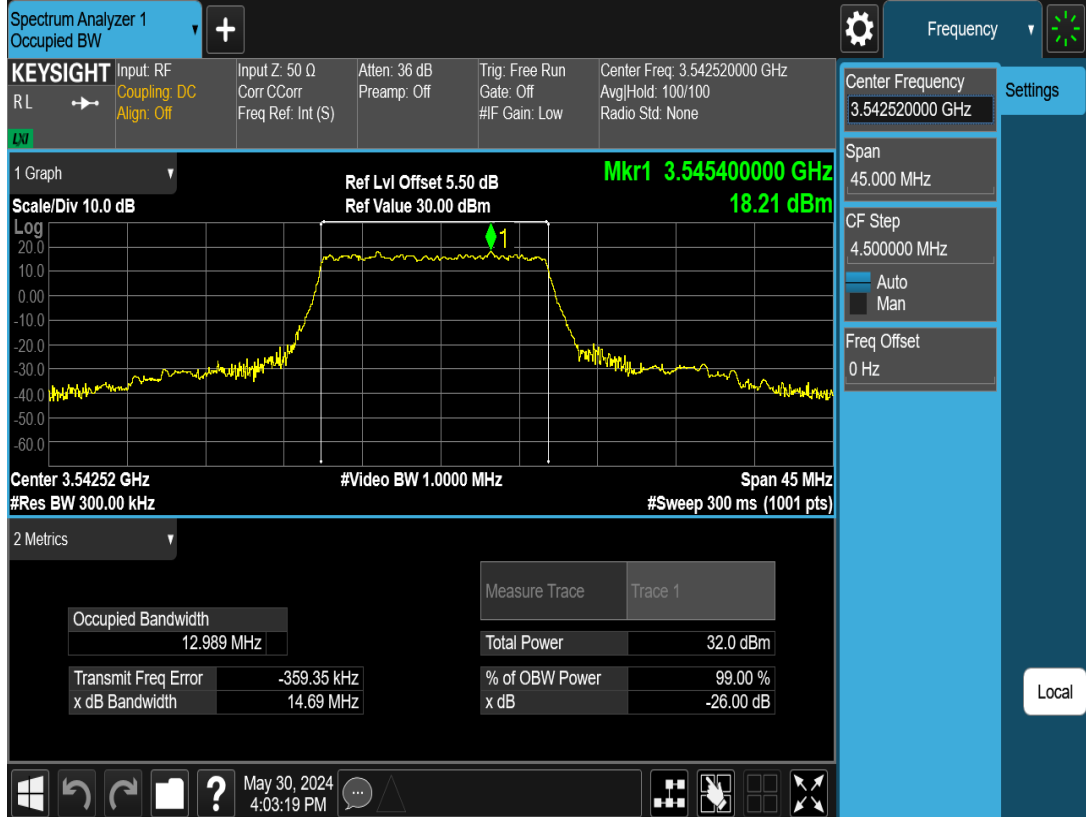 Spectrum Analyzer 1
Occupied BW
Frequency
KEYSIGHT
R L
LXI
Input: RF
Coupling: DC
Align: Off
Input Z: 50 Ω
Corr CCorr
Freq Ref: Int (S)
Atten: 36 dB
Preamp: Off
Trig: Free Run
Gate: Off
#IF Gain: Low
Center Freq: 3.542520000 GHz
Avg|Hold: 100/100
Radio Std: None
Center Frequency
3.542520000 GHz
Settings
Span
45.000 MHz
CF Step
4.500000 MHz
Auto
Man
Freq Offset
0 Hz
Local
1 Graph
Scale/Div 10.0 dB
Ref Lvl Offset 5.50 dB
Ref Value 30.00 dBm
Mkr1 3.545400000 GHz
18.21 dBm
Log
20.0
10.0
0.00
-10.0
-20.0
-30.0
-40.0
-50.0
-60.0
1
Center 3.54252 GHz
#Res BW 300.00 kHz
#Video BW 1.0000 MHz
Span 45 MHz
#Sweep 300 ms (1001 pts)
2 Metrics
Measure Trace
Trace 1
Occupied Bandwidth
12.989 MHz
Total Power
32.0 dBm
Transmit Freq Error
-359.35 kHz
% of OBW Power
99.00 %
x dB Bandwidth
14.69 MHz
x dB
-26.00 dB
May 30, 2024
4:03:19 PM